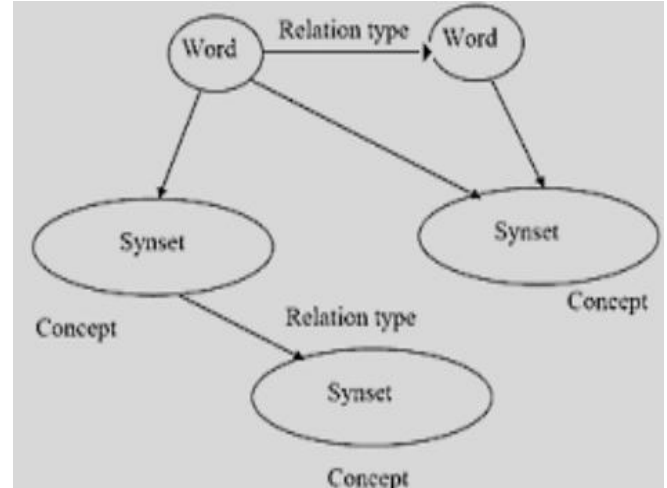 Word
Relation type
Word
Synset
Synset
Concept
Concept
Relation type
Synset
Concept